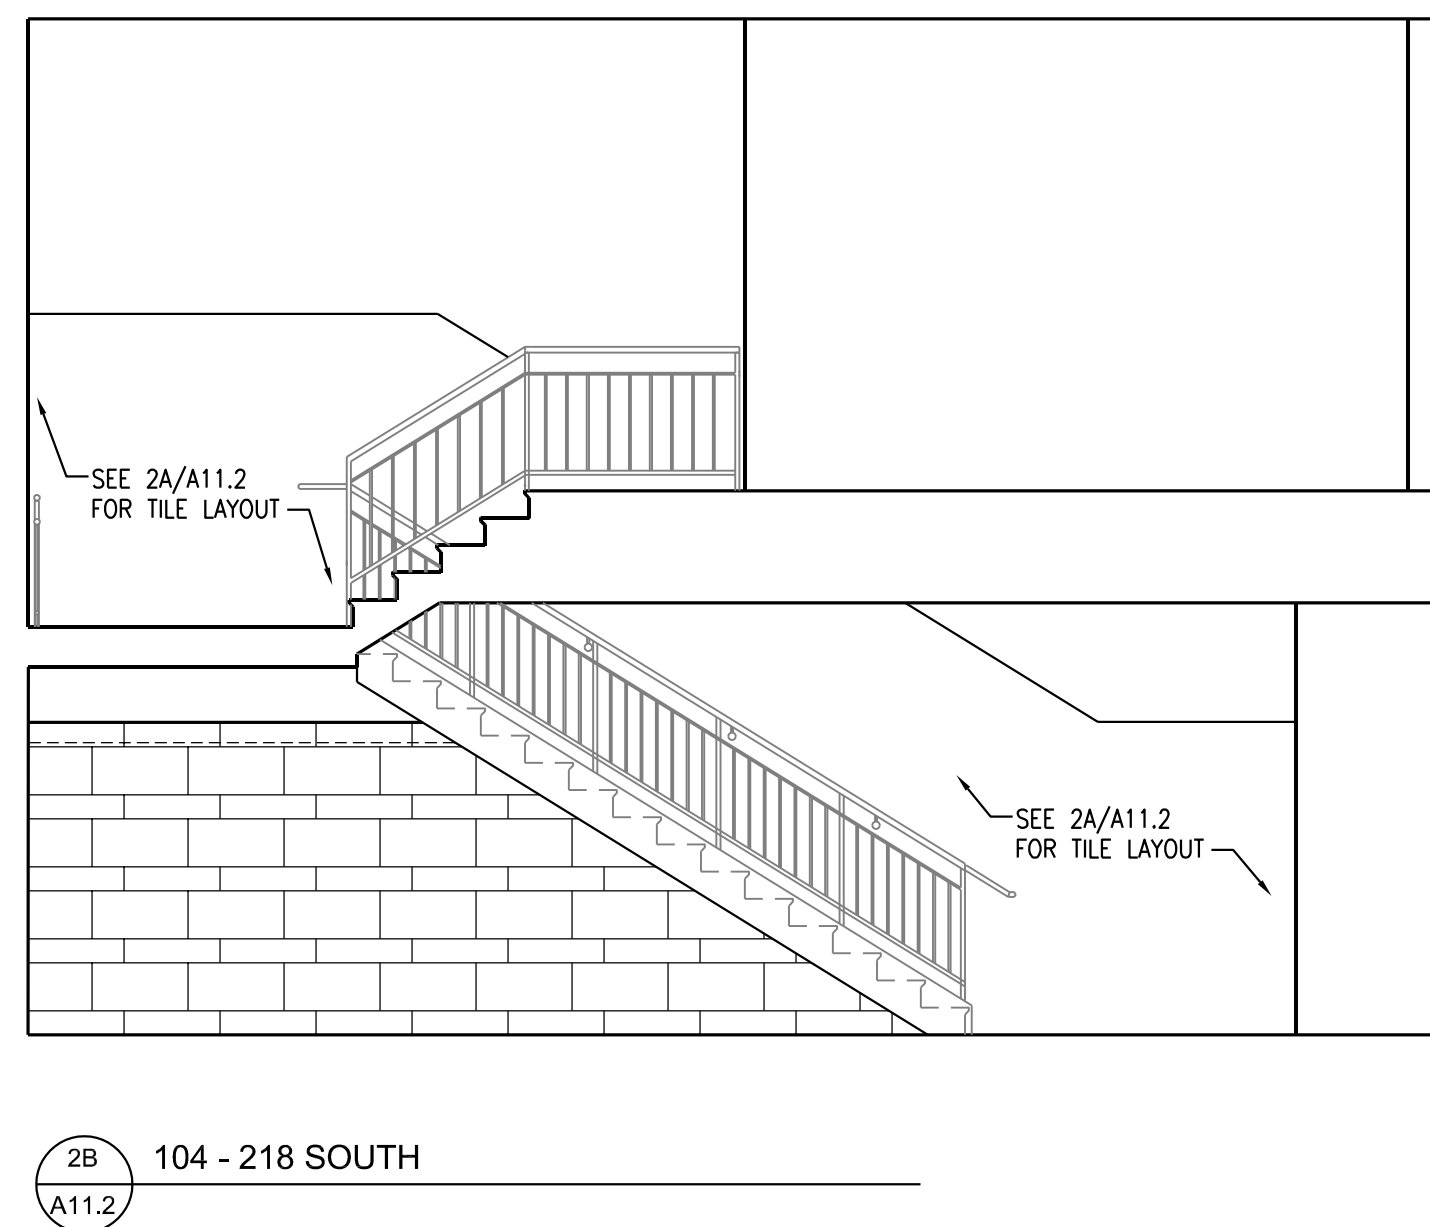 SEE 2A/A11.2
FOR TILE LAYOUT
SEE 2A/A11.2
FOR TILE LAYOUT
2B
104 - 218 SOUTH
A11.2